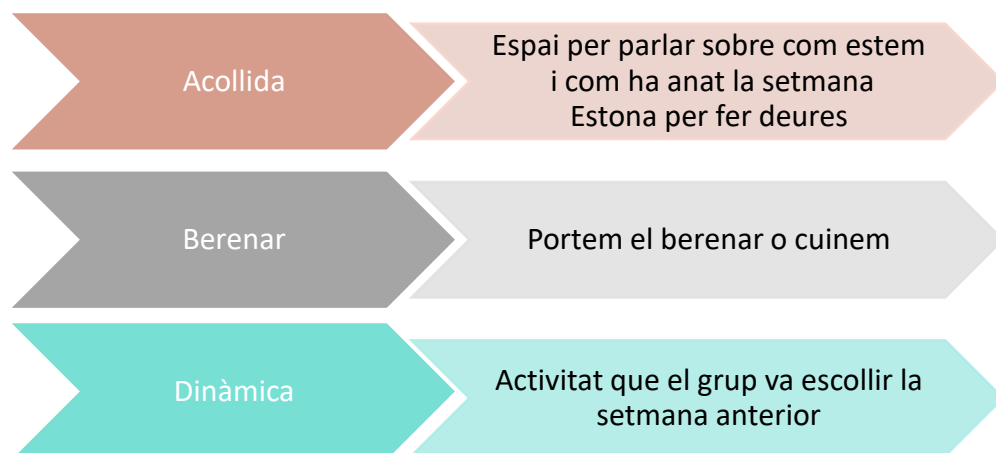 Acollida
Espai per parlar sobre com estem
i com ha anat la setmana
Estona per fer deures
Berenar
Portem el berenar o cuinem
Dinàmica
Activitat que el grup va escollir la
setmana anterior